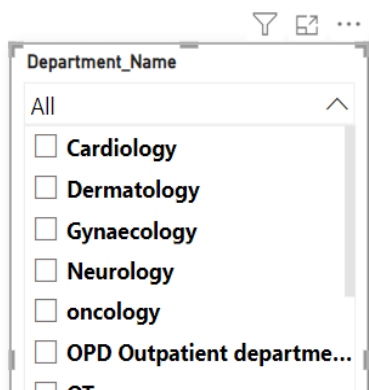 Department_Name
All
Cardiology
Dermatology
Gynaecology
Neurology
oncology
OPD Outpatient departme...